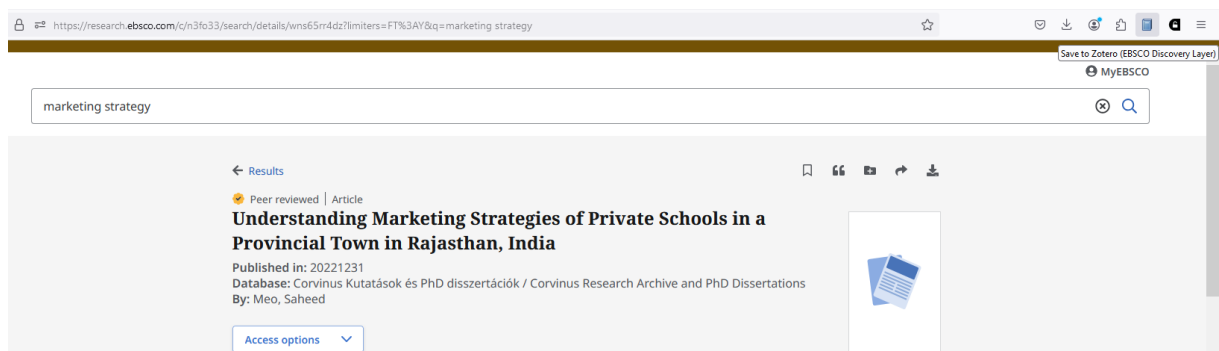 https://research.ebsco.com/c/n3fo33/search/details/wns65rr4dz?limiters=FT%3AY&q=marketing strategy
Save to Zotero (EBSCO Discovery Layer)
MyEBSCO
marketing strategy
Results
Peer reviewed | Article
Understanding Marketing Strategies of Private Schools in a
Provincial Town in Rajasthan, India
Published in: 20221231
Database: Corvinus Kutatások és PhD disszertációk / Corvinus Research Archive and PhD Dissertations
By: Meo, Saheed
Access options